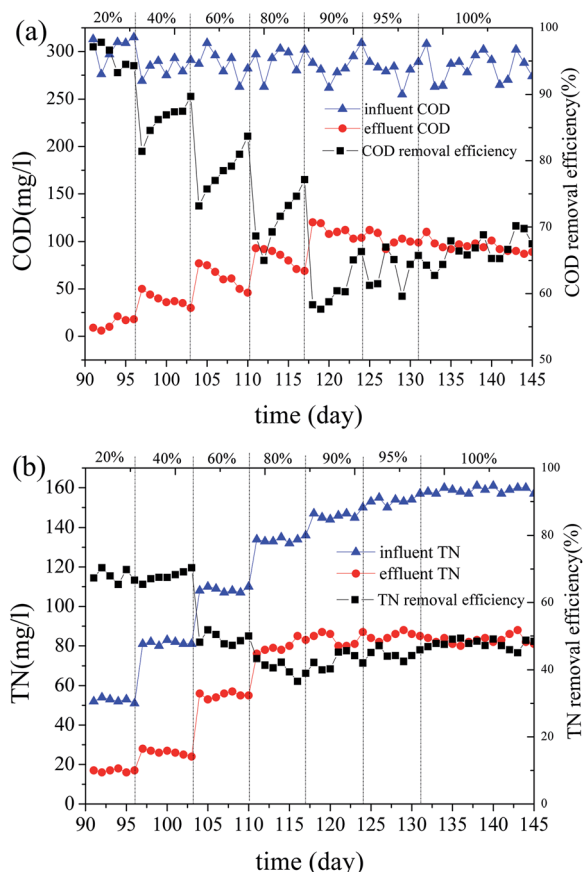 (a)
20% 40% 60% 80% 90% 95% 100%
300
250
200
150
100
50
0
COD(mg/l)
influent COD
effluent COD
COD removal efficiency
100
90
80
70
60
50
COD removal efficiency(%)
90 95 100 105 110 115 120 125 130 135 140 145
time (day)
(b)
20% 40% 60% 80% 90% 95% 100%
160
140
120
100
80
60
40
20
0
TN(mg/l)
influent TN
effluent TN
TN removal efficiency
100
80
60
40
20
0
TN removal efficiency(%)
90 95 100 105 110 115 120 125 130 135 140 145
time (day)